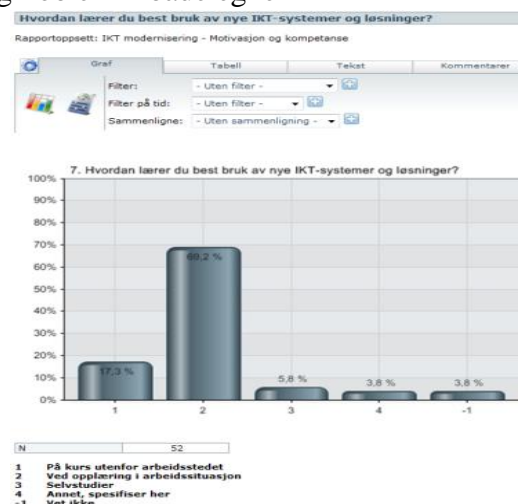 Hvordan lærer du best bruk av nye IKT-systemer og løsninger?
Rapportoppsett: IKT modernisering - Motivasjon og kompetanse
Graf Tabell Tekst Kommentarer
Filter: - Uten filter -
Filter på tid: - Uten filter -
Sammenligne: - Uten sammenligning -
7. Hvordan lærer du best bruk av nye IKT-systemer og løsninger?
100%
90%
80%
70%
60%
50%
40%
30%
20%
10%
0%
17,3 %
69,2 %
5,8 %
3,8 %
3,8 %
1 2 3 4 -1
N 52
1 På kurs utenfor arbeidsstedet
2 Ved opplæring i arbeidssituasjon
3 Selvstudier
4 Annet, spesifiser her
-1 Vet ikke